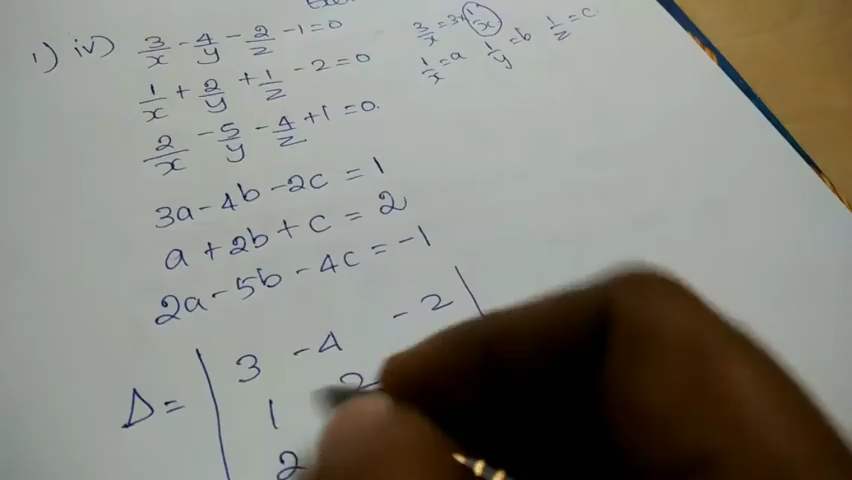 1) iv) 3/x - 4/y - 2/z - 1 = 0
1/x + 2/y + 1/z - 2 = 0
2/x - 5/y - 4/z + 1 = 0.
3/x = 3 × 1/x
1/x = a 1/y = b 1/z = c
3a - 4b - 2c = 1
a + 2b + c = 2
2a - 5b - 4c = -1
Δ = | 3 -4 -2 |
1 2
2